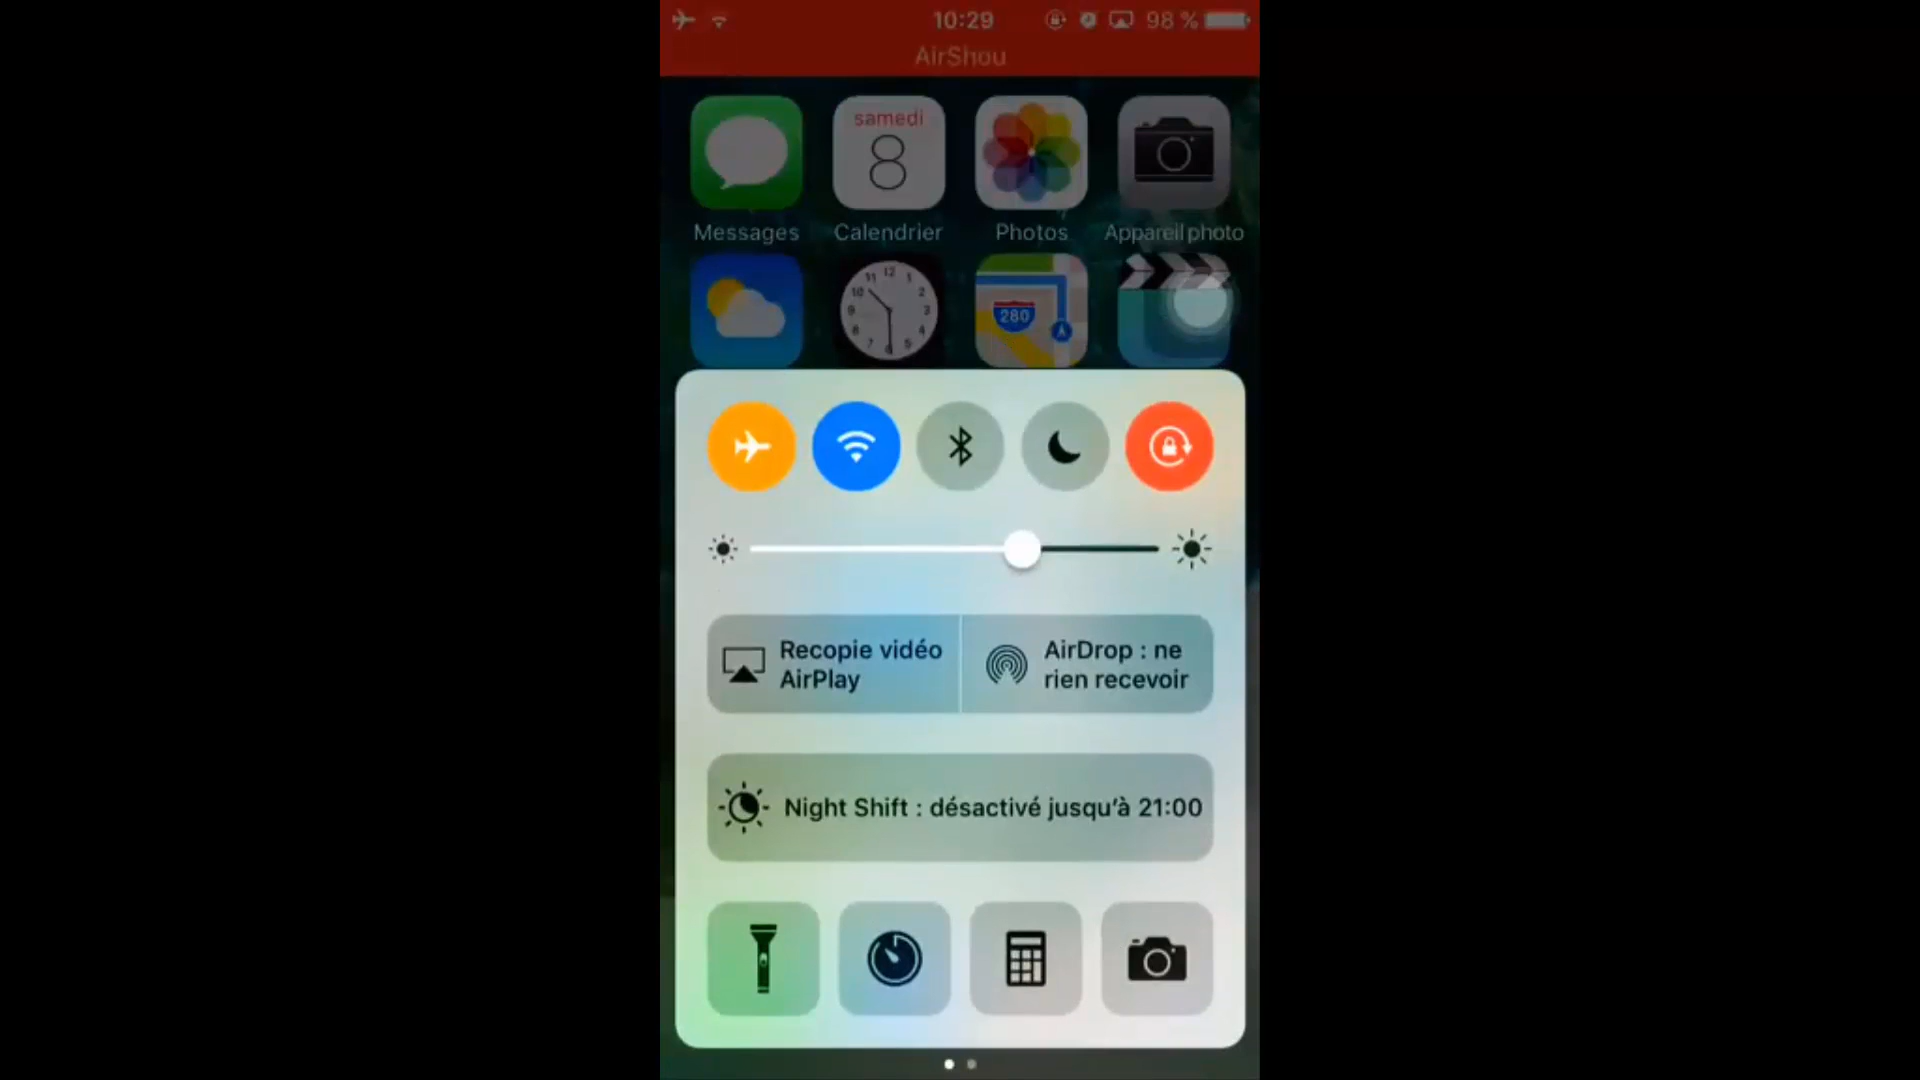 10:29 98 %
AirShou
samedi
8
280
Messages Calendrier Photos Appareil photo
Recopie vidéo
AirPlay
AirDrop : ne
rien recevoir
Night Shift : désactivé jusqu'à 21:00